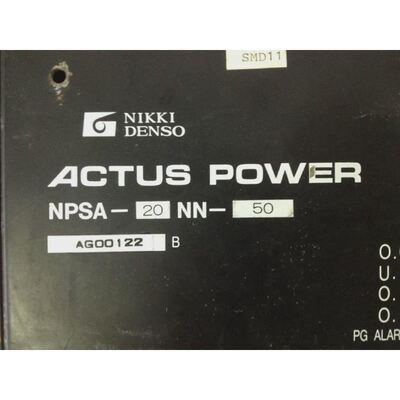 SMD11
NIKKI
DENSO
ACTUS POWER
NPSA-20 NN-50
AG00122 B
O.
U.
O.
O.
PG ALAR